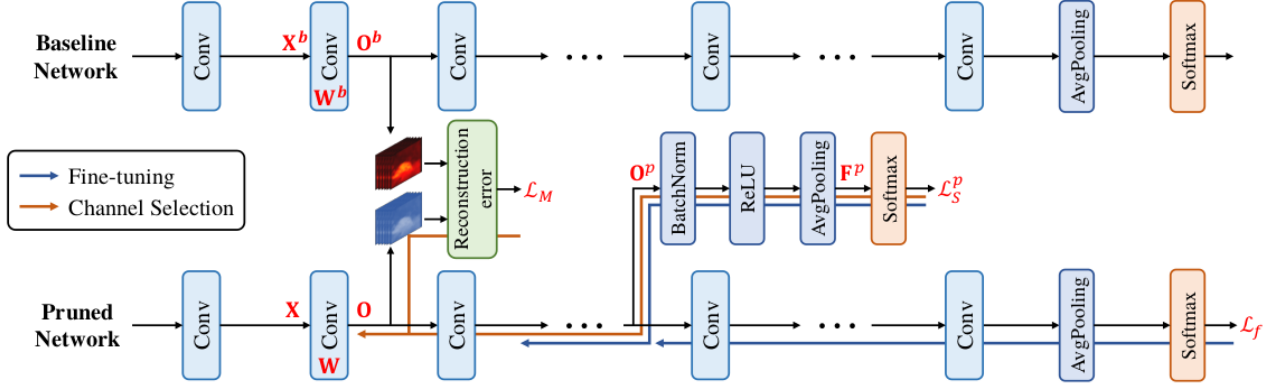 Baseline
Network
Conv
X^b
Conv
W^b
O^b
Conv
...
Conv
...
Conv
AvgPooling
Softmax
Fine-tuning
Channel Selection
Reconstruction
error
L_M
O^p
BatchNorm
ReLU
AvgPooling
F^p
Softmax
L_S^p
Pruned
Network
Conv
X
Conv
W
O
Conv
...
Conv
...
Conv
AvgPooling
Softmax
L_f